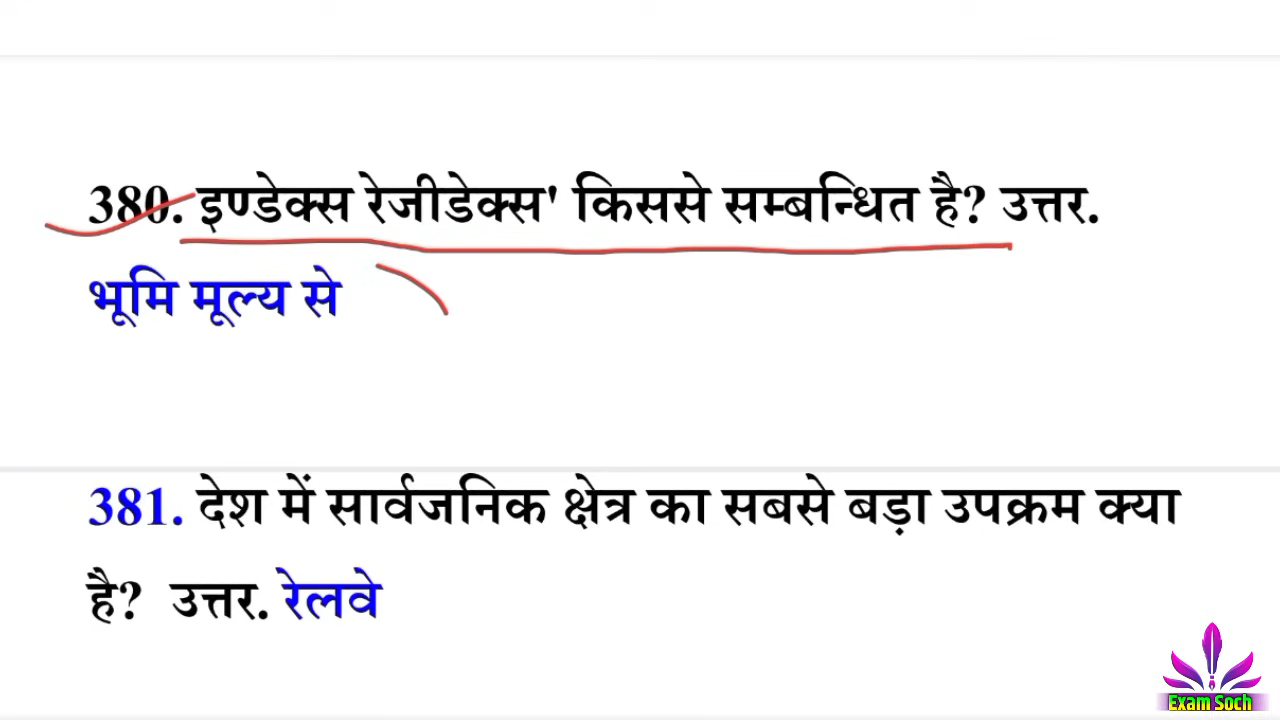 380. इण्डेक्स रेजीडेक्स' किससे सम्बन्धित है? उत्तर.
भूमि मूल्य से
381. देश में सार्वजनिक क्षेत्र का सबसे बड़ा उपक्रम क्या
है? उत्तर. रेलवे
Exam Soch